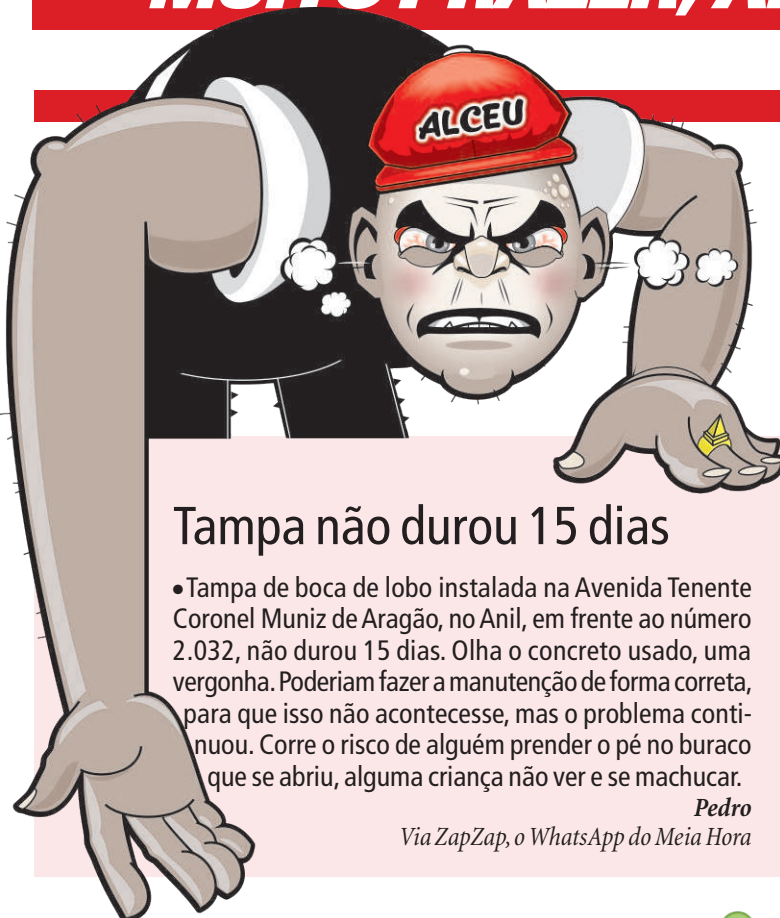 ALCEU
Tampa não durou 15 dias
• Tampa de boca de lobo instalada na Avenida Tenente
Coronel Muniz de Aragão, no Anil, em frente ao número
2.032, não durou 15 dias. Olha o concreto usado, uma
vergonha. Poderiam fazer a manutenção de forma correta,
para que isso não acontecesse, mas o problema conti-
nuou. Corre o risco de alguém prender o pé no buraco
que se abriu, alguma criança não ver e se machucar.
Pedro
Via ZapZap, o WhatsApp do Meia Hora